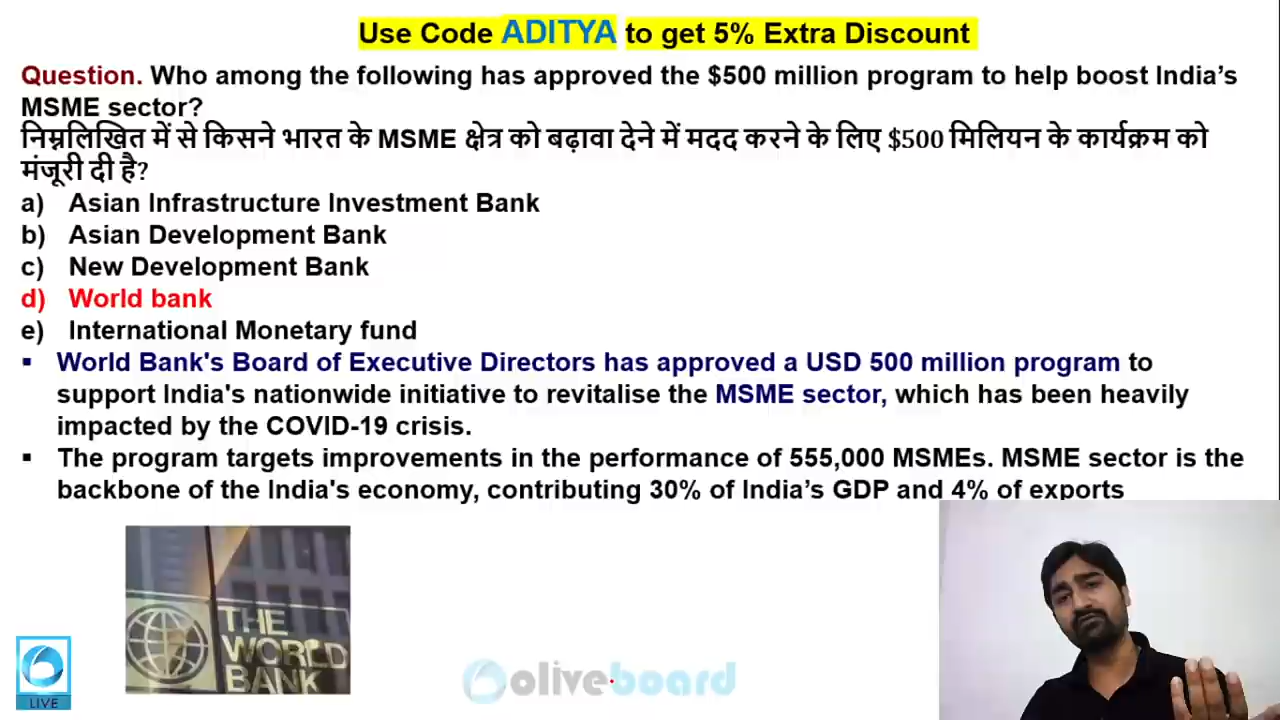 Use Code ADITYA to get 5% Extra Discount
Question. Who among the following has approved the $500 million program to help boost India’s
MSME sector?
निम्नलिखित में से किसने भारत के MSME क्षेत्र को बढ़ावा देने में मदद करने के लिए $500 मिलियन के कार्यक्रम को
मंजूरी दी है?
a) Asian Infrastructure Investment Bank
b) Asian Development Bank
c) New Development Bank
d) World bank
e) International Monetary fund
▪ World Bank's Board of Executive Directors has approved a USD 500 million program to
support India's nationwide initiative to revitalise the MSME sector, which has been heavily
impacted by the COVID-19 crisis.
▪ The program targets improvements in the performance of 555,000 MSMEs. MSME sector is the
backbone of the India's economy, contributing 30% of India’s GDP and 4% of exports
THE
WORLD
BANK
LIVE
oliveboard